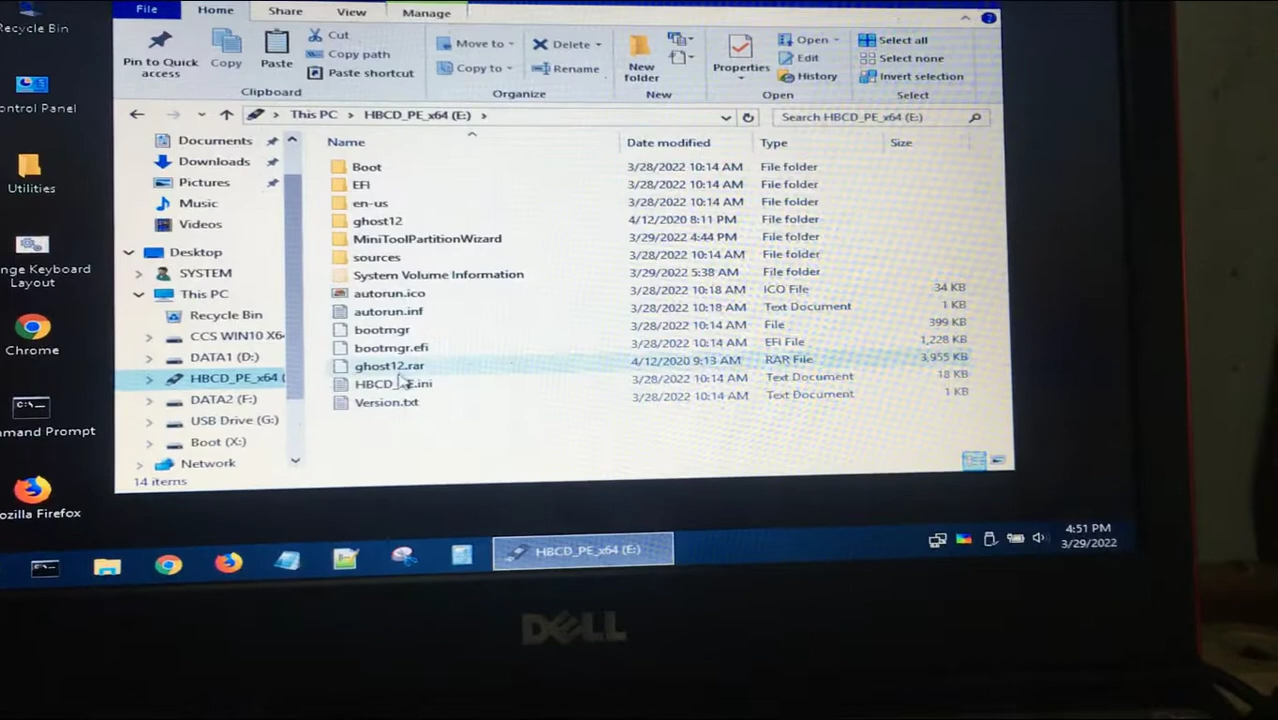 File Home Share View Manage
Recycle Bin
Pin to Quick access
Copy
Paste
Cut
Copy path
Paste shortcut
Clipboard
Move to
Copy to
Delete
Rename
Organize
New folder
New
Properties
Open
Edit
History
Open
Select all
Select none
Invert selection
Select
This PC HBCD_PE_x64 (E:)
Search HBCD_PE_x64 (E:)
ontrol Panel
Utilities
nge Keyboard
Layout
Chrome
mmand Prompt
ozilla Firefox
Documents
Downloads
Pictures
Music
Videos
Desktop
SYSTEM
This PC
Recycle Bin
CCS WIN10 X6
DATA1 (D:)
HBCD_PE_x64 (
DATA2 (F:)
USB Drive (G:)
Boot (X:)
Network
Name Date modified Type Size
Boot 3/28/2022 10:14 AM File folder
EFI 3/28/2022 10:14 AM File folder
en-us 3/28/2022 10:14 AM File folder
ghost12 4/12/2020 8:11 PM File folder
MiniToolPartitionWizard 3/29/2022 4:44 PM File folder
sources 3/28/2022 10:14 AM File folder
System Volume Information 3/29/2022 5:38 AM File folder
autorun.ico 3/28/2022 10:18 AM ICO File 34 KB
autorun.inf 3/28/2022 10:18 AM Text Document 1 KB
bootmgr 3/28/2022 10:14 AM File 399 KB
bootmgr.efi 3/28/2022 10:14 AM EFI File 1,228 KB
ghost12.rar 4/12/2020 9:13 AM RAR File 3,955 KB
HBCD_ E.ini 3/28/2022 10:14 AM Text Document 18 KB
Version.txt 3/28/2022 10:14 AM Text Document 1 KB
14 items
HBCD_PE_x64 (E:)
4:51 PM
3/29/2022
DELL